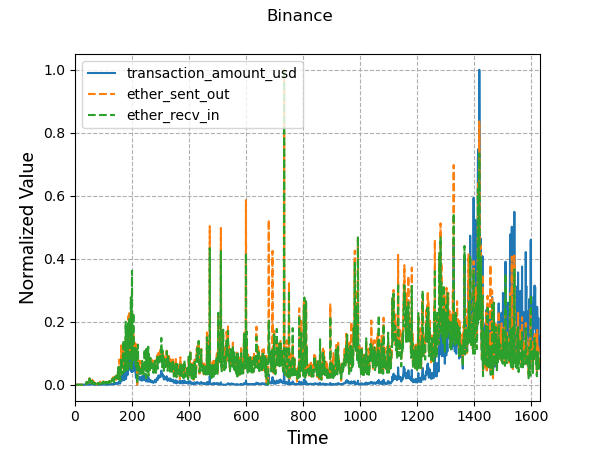 Binance
transaction_amount_usd
ether_sent_out
ether_recv_in
Normalized Value
1.0
0.8
0.6
0.4
0.2
0.0
0 200 400 600 800 1000 1200 1400 1600
Time